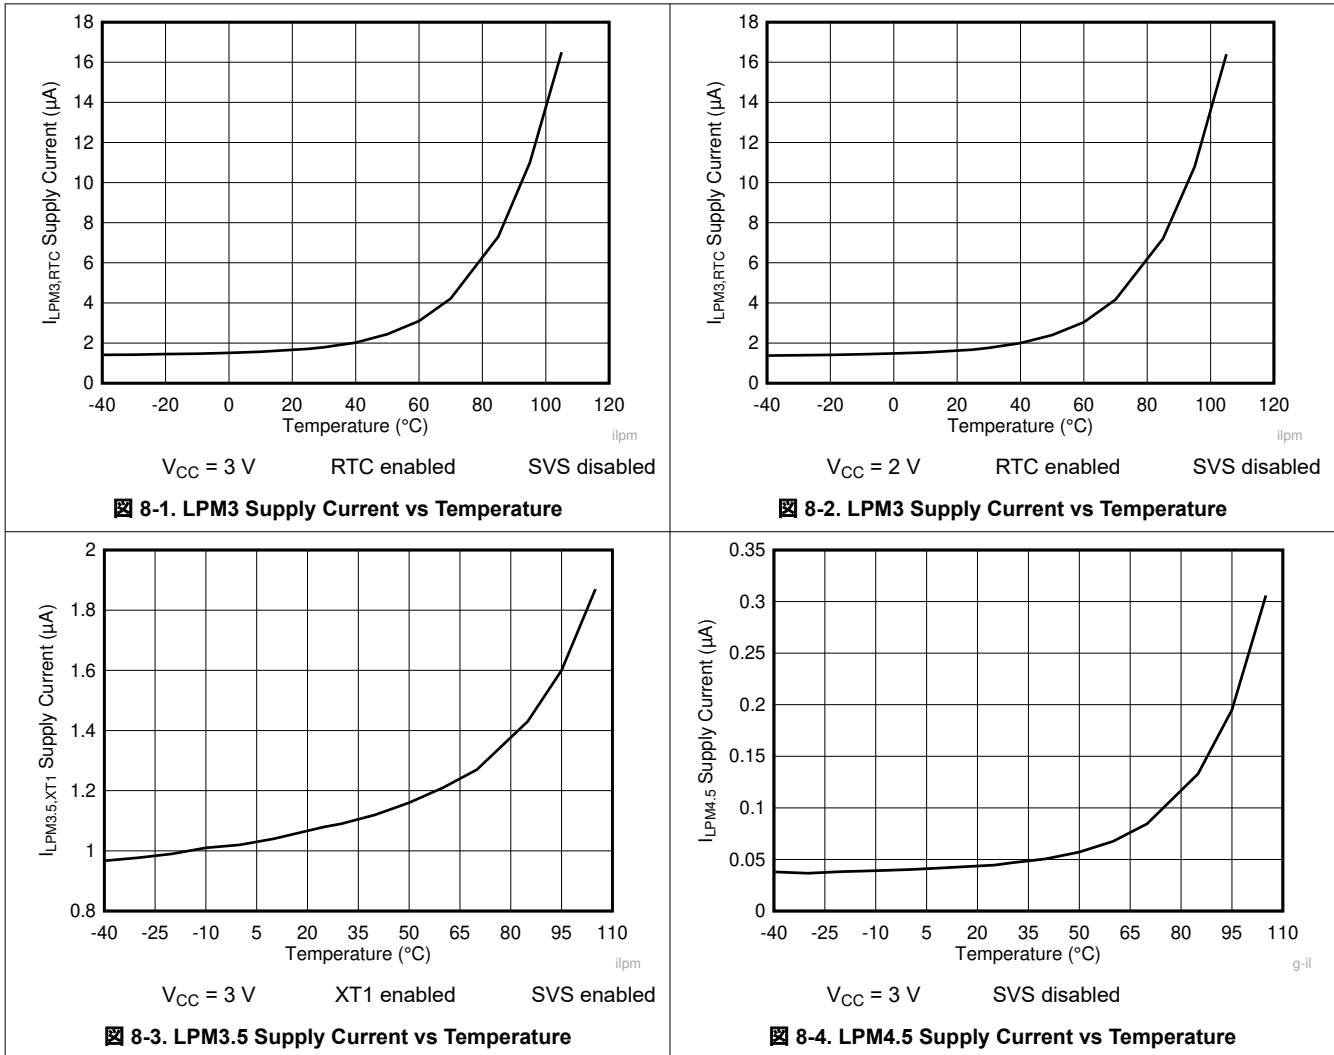 18
16
14
12
10
8
6
4
2
0
I_LPM3,RTC Supply Current (µA)
-40 -20 0 20 40 60 80 100 120
Temperature (°C)
ilpm
V_CC = 3 V RTC enabled SVS disabled
図 8-1. LPM3 Supply Current vs Temperature
18
16
14
12
10
8
6
4
2
0
I_LPM3,RTC Supply Current (µA)
-40 -20 0 20 40 60 80 100 120
Temperature (°C)
ilpm
V_CC = 2 V RTC enabled SVS disabled
図 8-2. LPM3 Supply Current vs Temperature
2
1.8
1.6
1.4
1.2
1
0.8
I_LPM3.5,XT1 Supply Current (µA)
-40 -25 -10 5 20 35 50 65 80 95 110
Temperature (°C)
ilpm
V_CC = 3 V XT1 enabled SVS enabled
図 8-3. LPM3.5 Supply Current vs Temperature
0.35
0.3
0.25
0.2
0.15
0.1
0.05
0
I_LPM4.5 Supply Current (µA)
-40 -25 -10 5 20 35 50 65 80 95 110
Temperature (°C)
g-il
V_CC = 3 V SVS disabled
図 8-4. LPM4.5 Supply Current vs Temperature